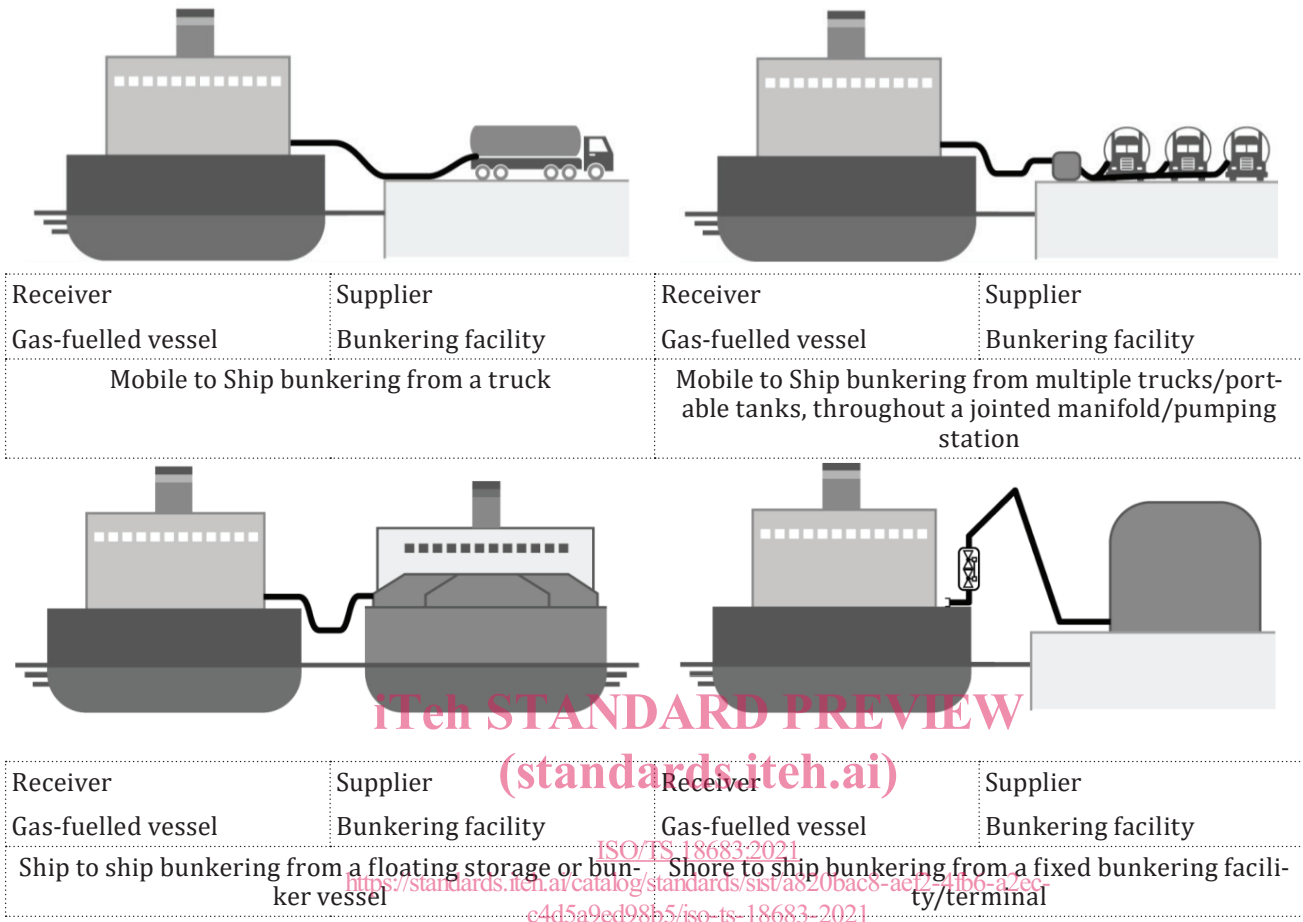 Receiver Supplier Receiver Supplier
Gas-fuelled vessel Bunkering facility Gas-fuelled vessel Bunkering facility
Mobile to Ship bunkering from a truck
Mobile to Ship bunkering from multiple trucks/port-
able tanks, throughout a jointed manifold/pumping
station
iTeh STANDARD PREVIEW
(standards.iteh.ai)
Receiver Supplier Receiver Supplier
Gas-fuelled vessel Bunkering facility Gas-fuelled vessel Bunkering facility
ISO/TS 18683:2021
Ship to ship bunkering from a floating storage or bun-
ker vessel
Shore to ship bunkering from a fixed bunkering facili-
ty/terminal
https://standards.iteh.ai/catalog/standards/sist/a820bac8-aef2-4fb6-a2ec-
c4d5a9ed98b5/iso-ts-18683-2021